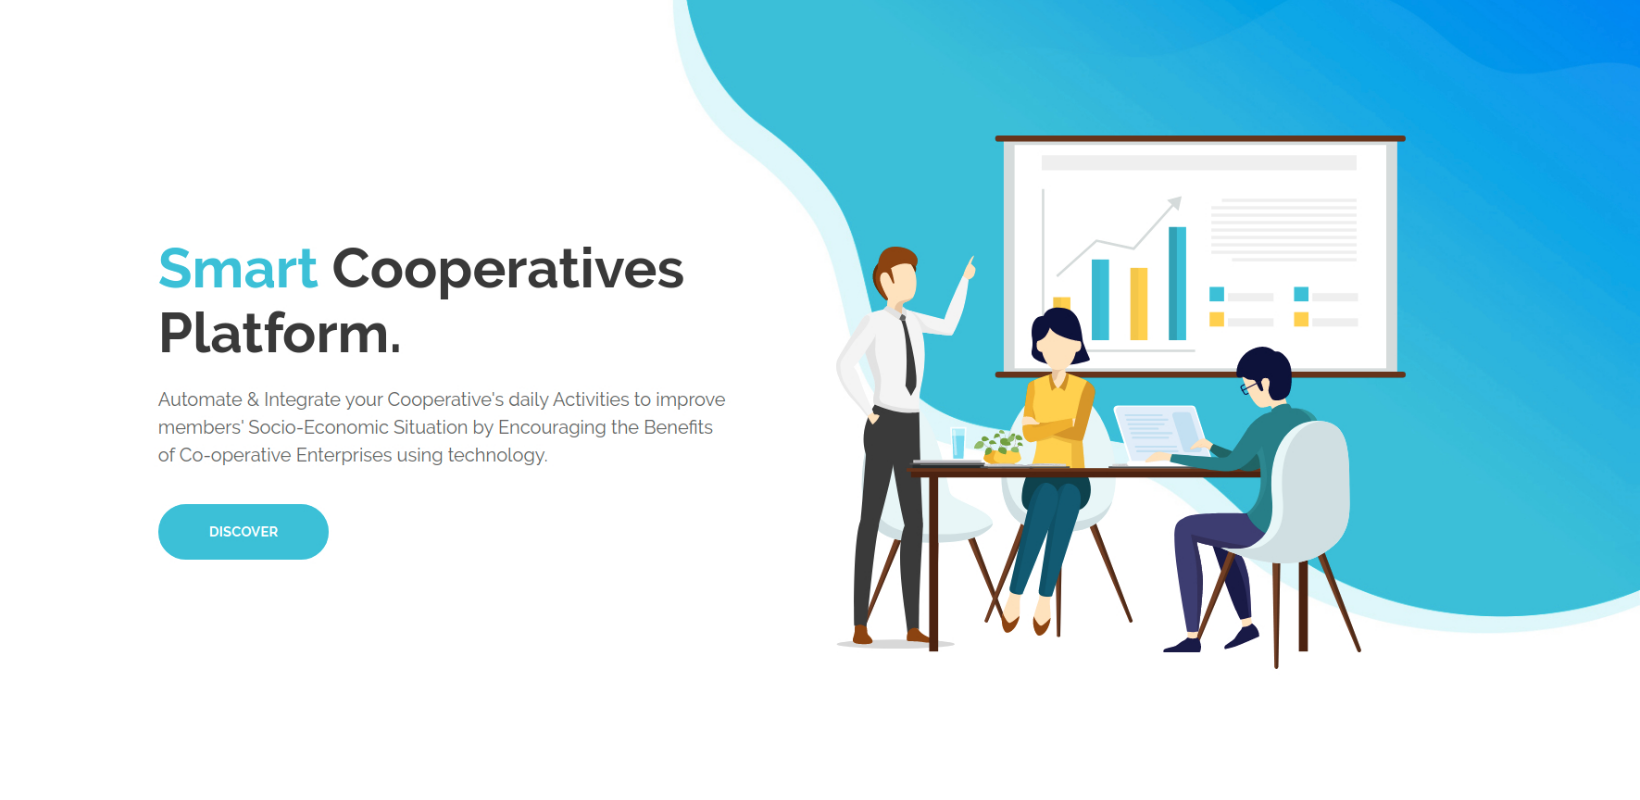 Smart Cooperatives
Platform.
Automate & Integrate your Cooperative's daily Activities to improve
members' Socio-Economic Situation by Encouraging the Benefits
of Co-operative Enterprises using technology.
DISCOVER